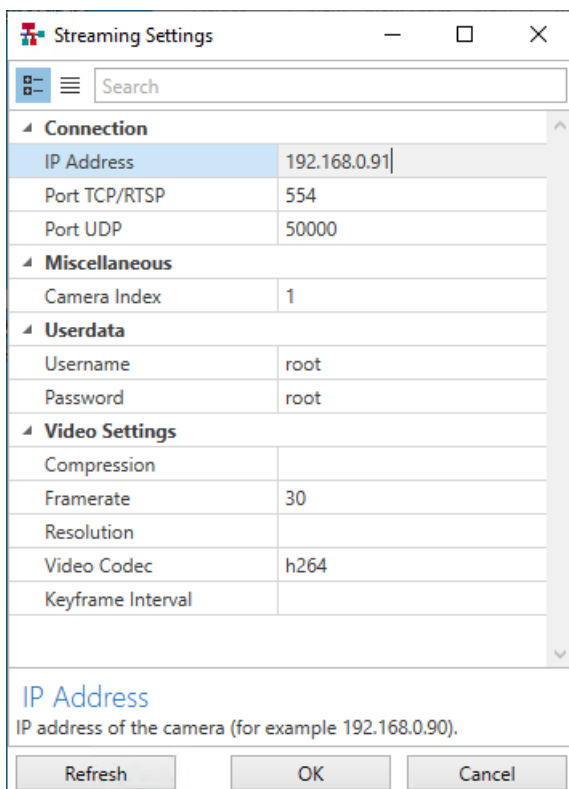 Streaming Settings
Search
Connection
IP Address 192.168.0.91
Port TCP/RTSP 554
Port UDP 50000
Miscellaneous
Camera Index 1
Userdata
Username root
Password root
Video Settings
Compression
Framerate 30
Resolution
Video Codec h264
Keyframe Interval
IP Address
IP address of the camera (for example 192.168.0.90).
Refresh OK Cancel